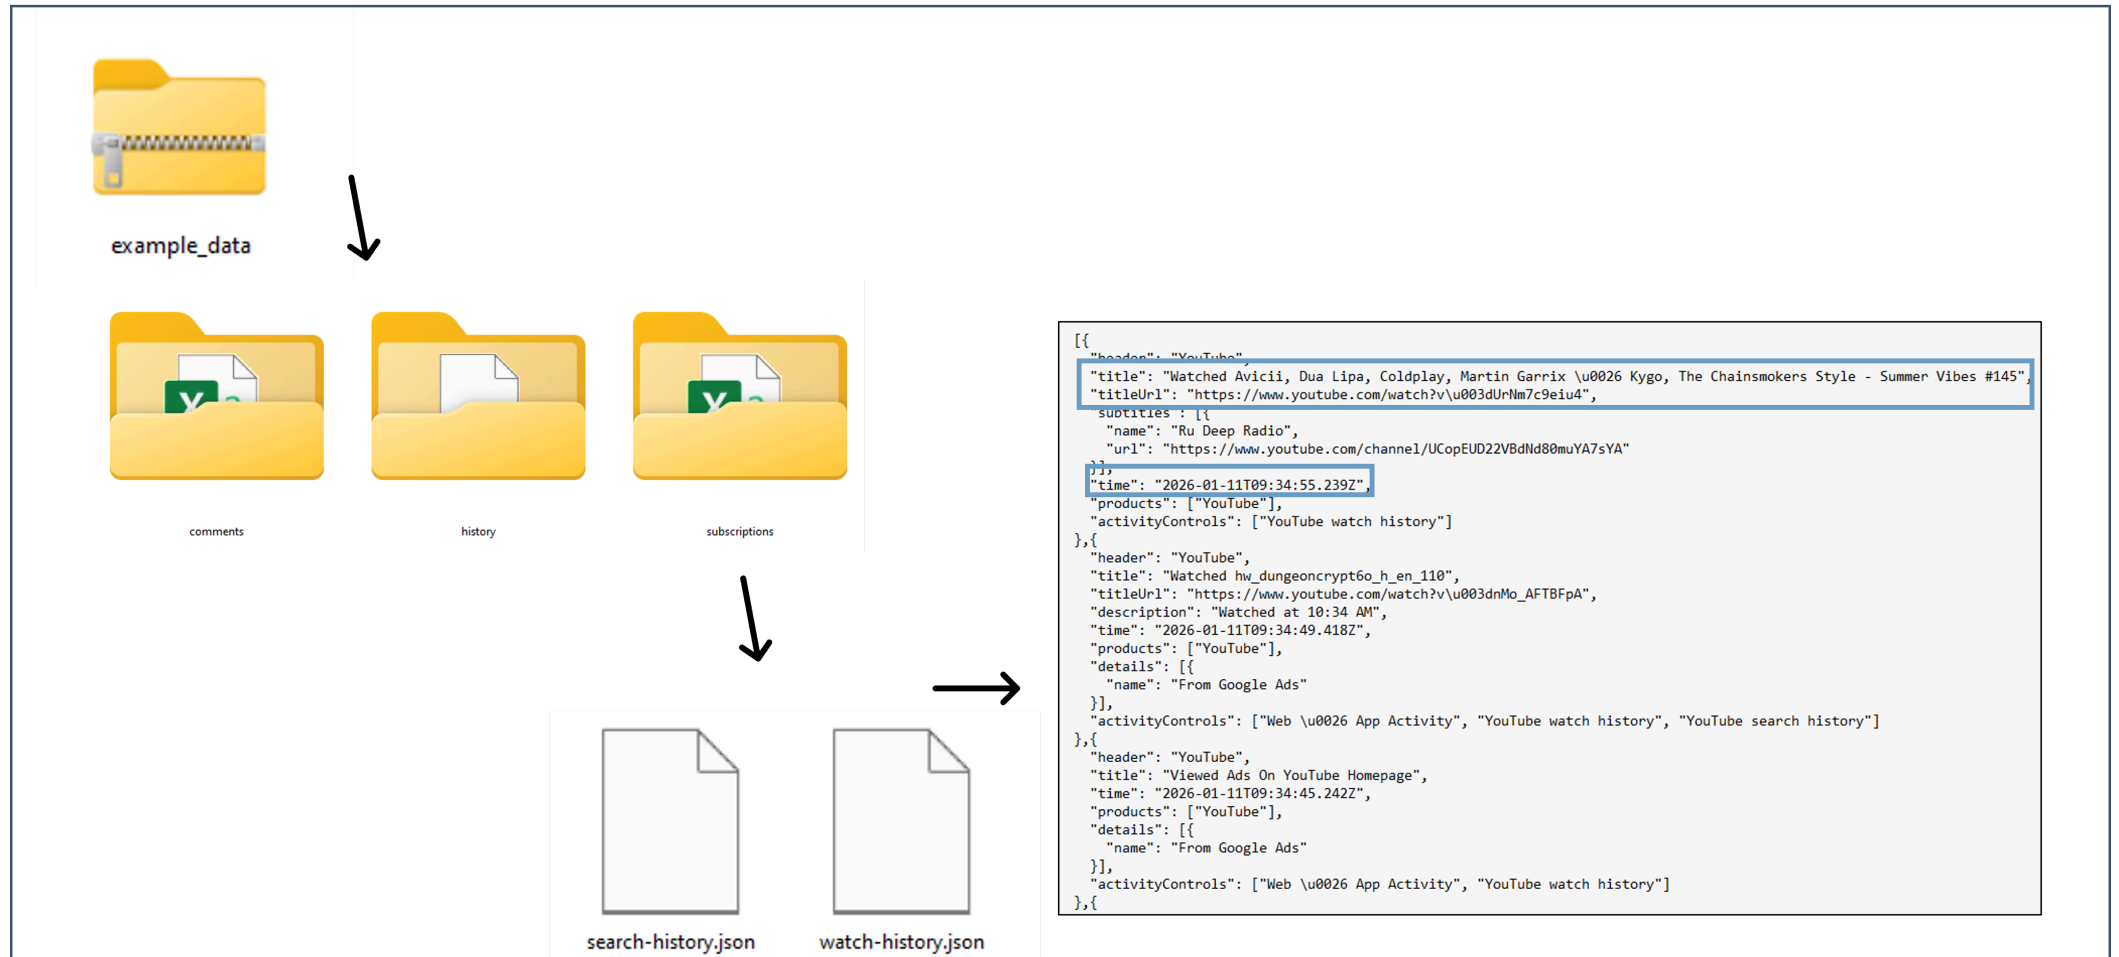 example_data
comments
history
subscriptions
search-history.json
watch-history.json
[{
"header": "YouTube",
"title": "Watched Avicii, Dua Lipa, Coldplay, Martin Garrix \u0026 Kygo, The Chainsmokers Style - Summer Vibes #145",
"titleUrl": "https://www.youtube.com/watch?v\u003dUrNm7c9eiu4",
"subtitles": [{
"name": "Ru Deep Radio",
"url": "https://www.youtube.com/channel/UCopEUD22VBdNd80muYA7sYA"
}],
"time": "2026-01-11T09:34:55.239Z",
"products": ["YouTube"],
"activityControls": ["YouTube watch history"]
},{
"header": "YouTube",
"title": "Watched hw_dungeoncrypt6o_h_en_110",
"titleUrl": "https://www.youtube.com/watch?v\u003dnMo_AFTBFpA",
"description": "Watched at 10:34 AM",
"time": "2026-01-11T09:34:49.418Z",
"products": ["YouTube"],
"details": [{
"name": "From Google Ads"
}],
"activityControls": ["Web \u0026 App Activity", "YouTube watch history", "YouTube search history"]
},{
"header": "YouTube",
"title": "Viewed Ads On YouTube Homepage",
"time": "2026-01-11T09:34:45.242Z",
"products": ["YouTube"],
"details": [{
"name": "From Google Ads"
}],
"activityControls": ["Web \u0026 App Activity", "YouTube watch history"]
},{